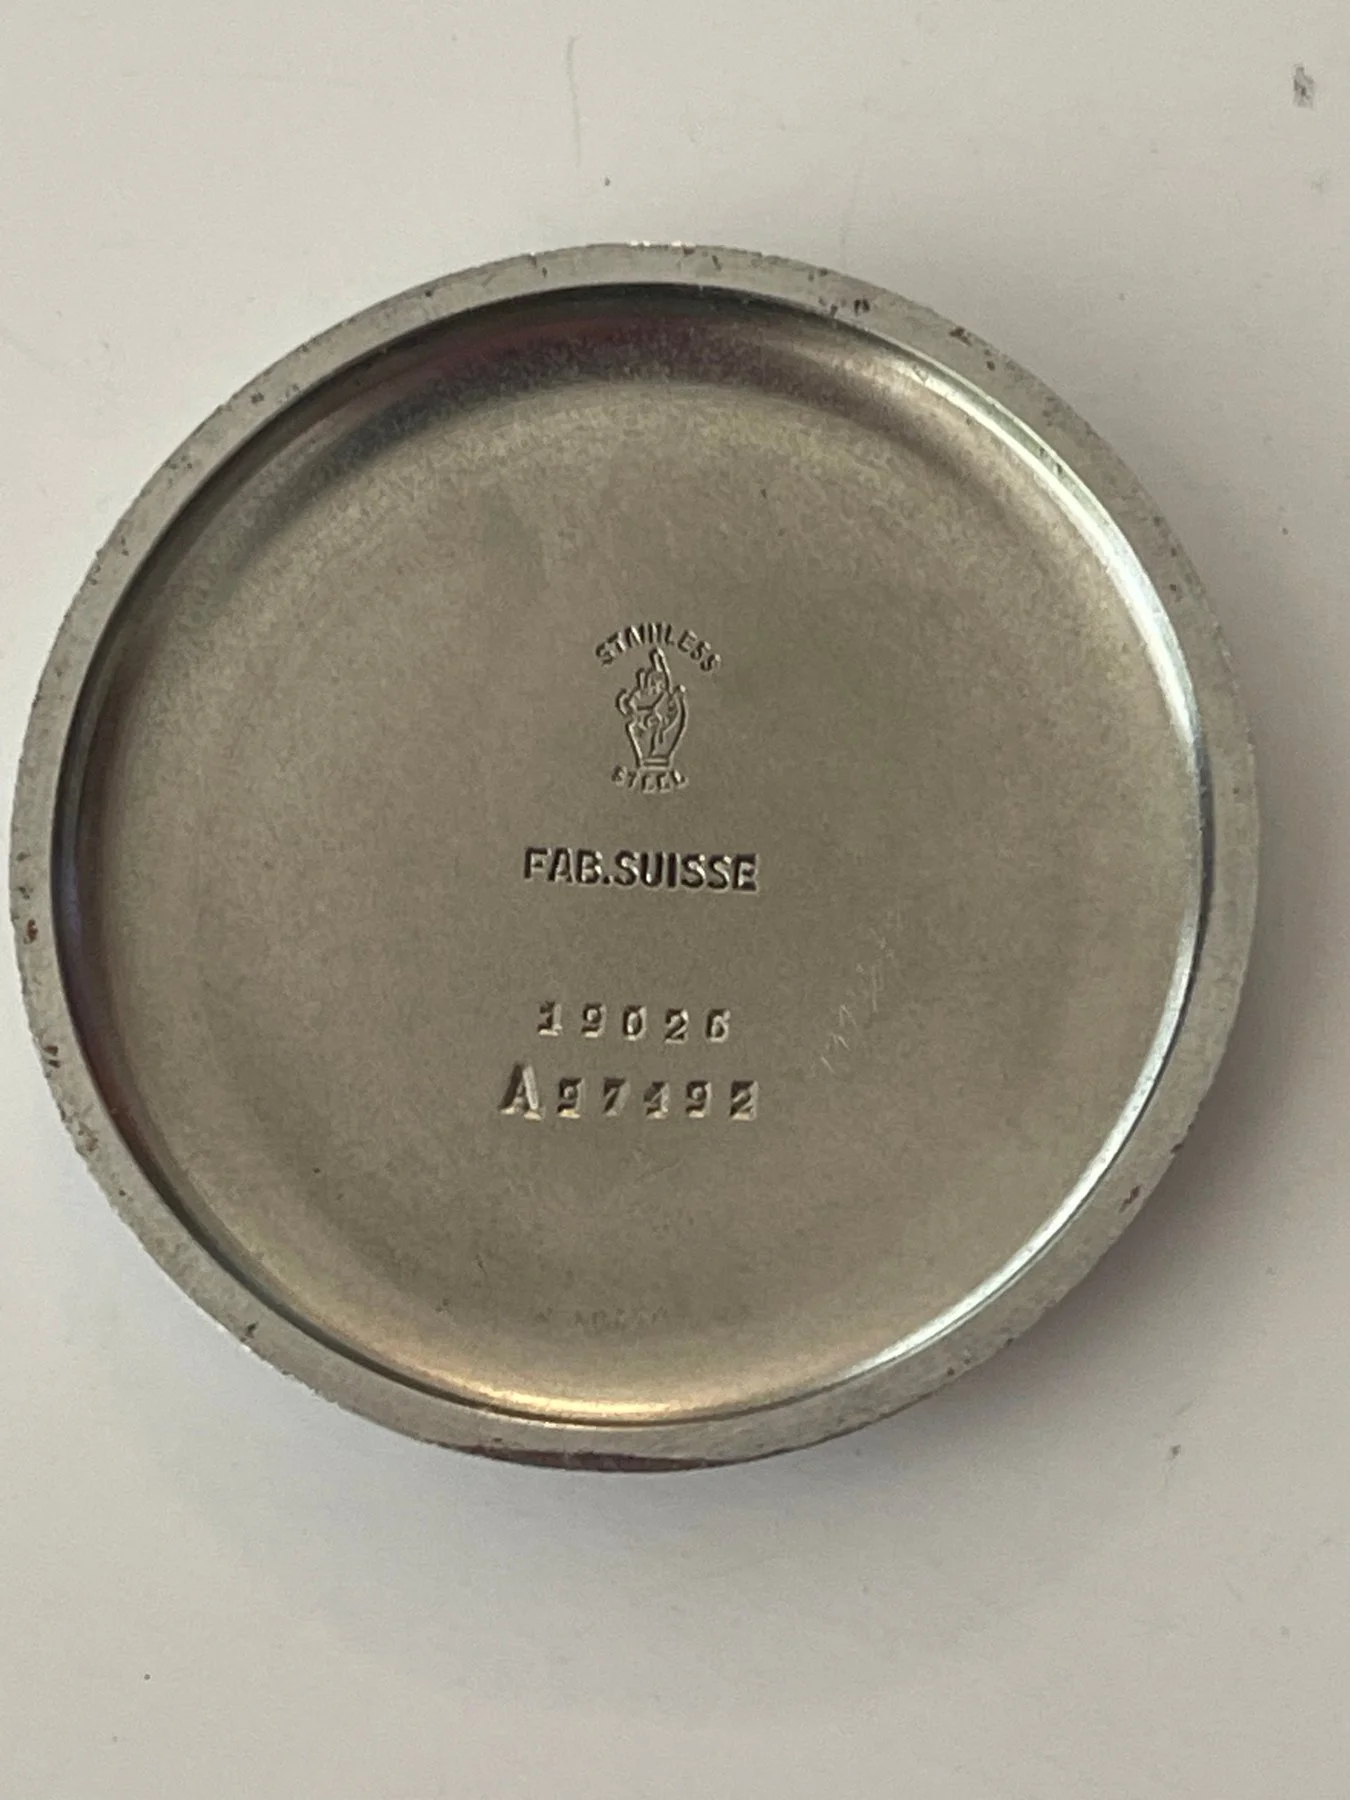 STAINLESS
STEEL
FAB.SUISSE
19026
A97492